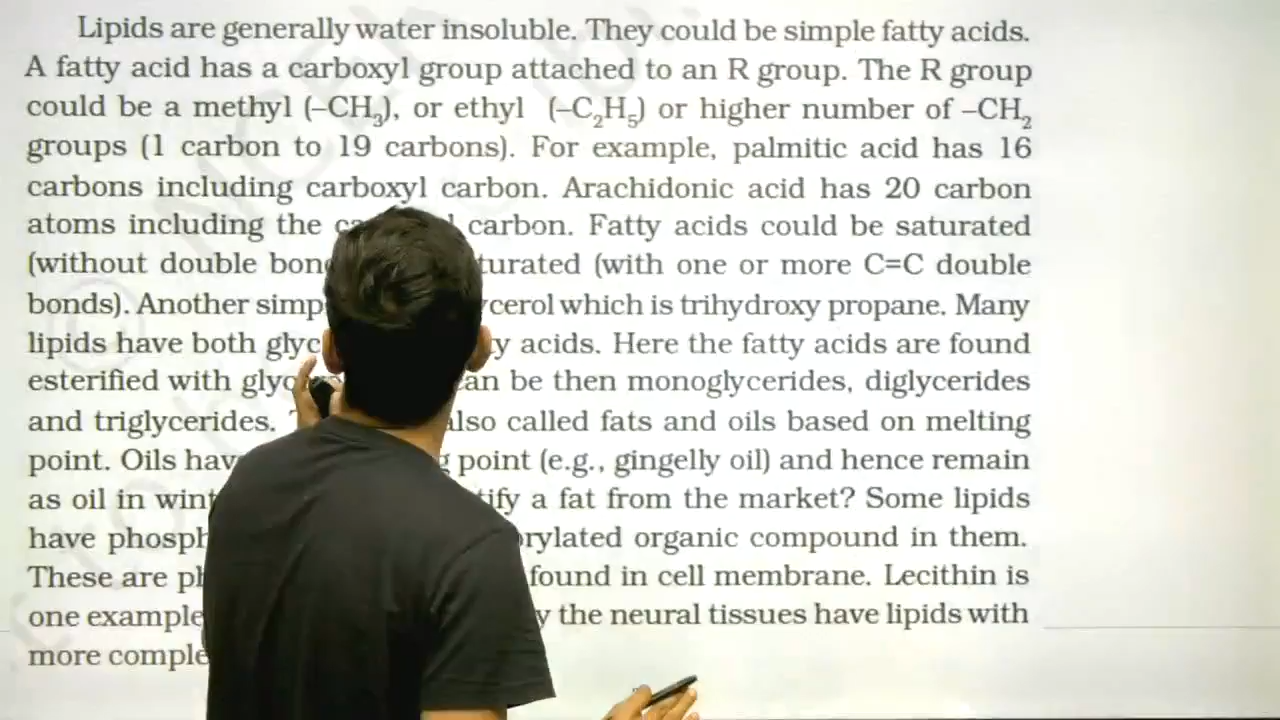 Lipids are generally water insoluble. They could be simple fatty acids.
A fatty acid has a carboxyl group attached to an R group. The R group
could be a methyl (–CH₃), or ethyl (–C₂H₅) or higher number of –CH₂
groups (1 carbon to 19 carbons). For example, palmitic acid has 16
carbons including carboxyl carbon. Arachidonic acid has 20 carbon
atoms including the carbon. Fatty acids could be saturated
(without double (with one or more C=C double
bonds). Another which is trihydroxy propane. Many
lipids have both acids. Here the fatty acids are found
esterified with be then monoglycerides, diglycerides
and triglycerides. also called fats and oils based on melting
point. Oils point (e.g., gingelly oil) and hence remain
as oil in a fat from the market? Some lipids
have organic compound in them.
These are found in cell membrane. Lecithin is
one example the neural tissues have lipids with
more